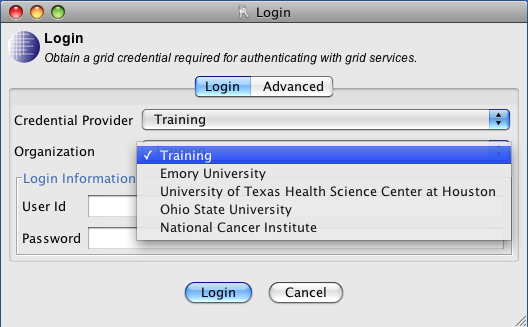 Login
Login
Obtain a grid credential required for authenticating with grid services.
Login Advanced
Credential Provider Training
Organization
Training
Emory University
University of Texas Health Science Center at Houston
Ohio State University
National Cancer Institute
Login Information
User Id
Password
Login Cancel